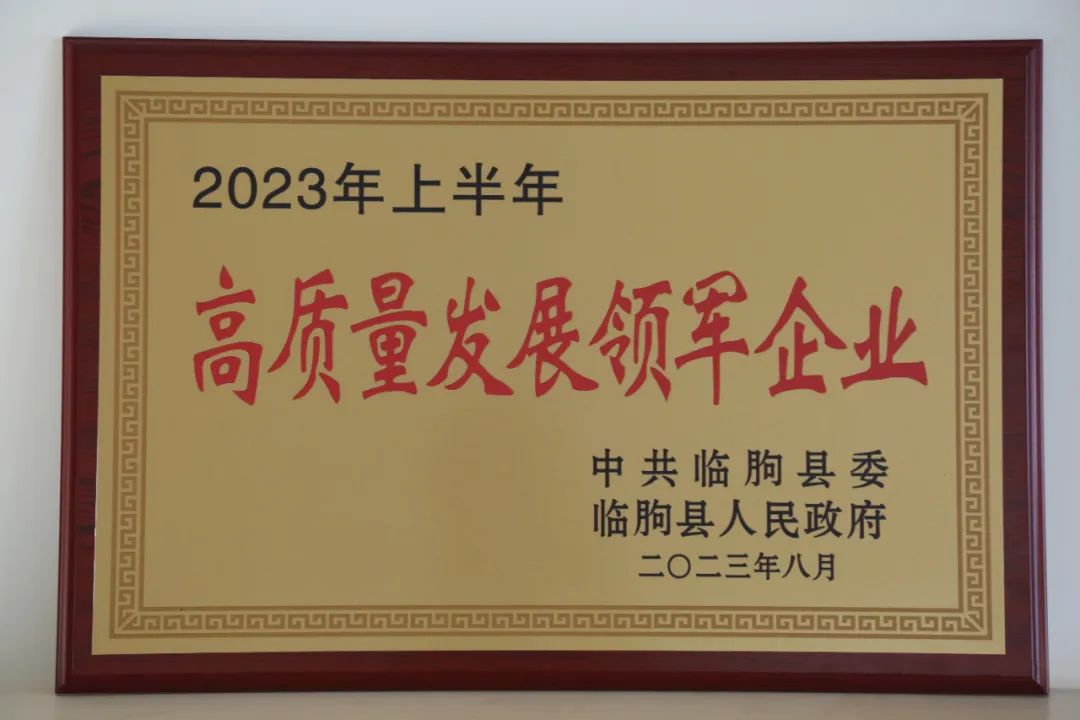 2023年上半年
高质量发展领军企业
中共临朐县委
临朐县人民政府
二〇二三年八月